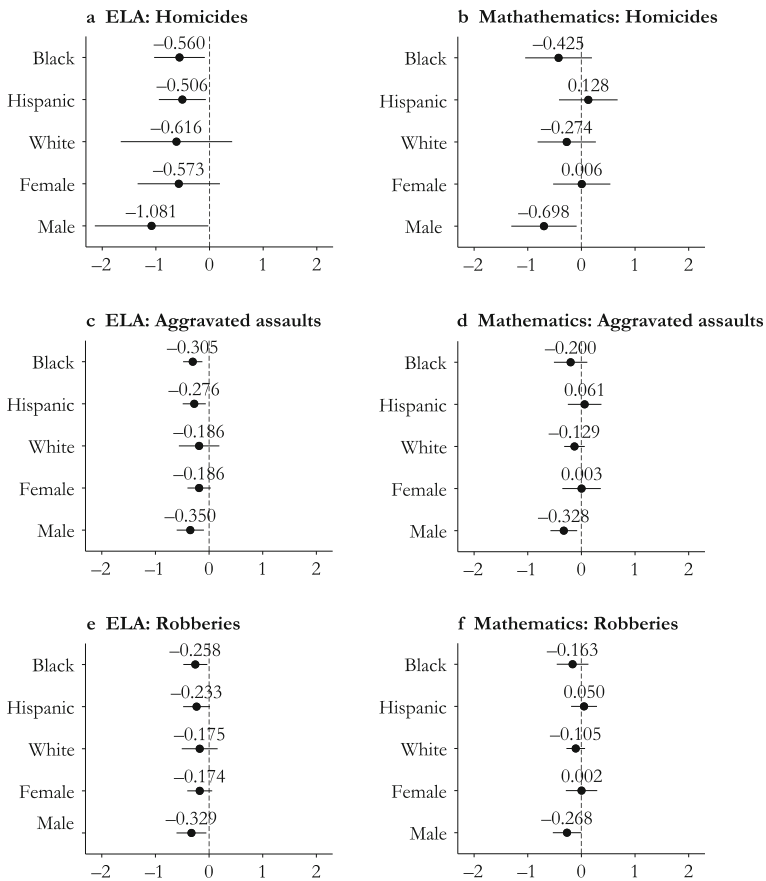 a ELA: Homicides
Black
–0.560
Hispanic
–0.506
White
–0.616
Female
–0.573
Male
–1.081
–2 –1 0 1 2
b Mathathematics: Homicides
Black
–0.425
Hispanic
0.128
White
–0.274
Female
0.006
Male
–0.698
–2 –1 0 1 2
c ELA: Aggravated assaults
Black
–0.305
Hispanic
–0.276
White
–0.186
Female
–0.186
Male
–0.350
–2 –1 0 1 2
d Mathematics: Aggravated assaults
Black
–0.200
Hispanic
0.061
White
–0.129
Female
0.003
Male
–0.328
–2 –1 0 1 2
e ELA: Robberies
Black
–0.258
Hispanic
–0.233
White
–0.175
Female
–0.174
Male
–0.329
–2 –1 0 1 2
f Mathematics: Robberies
Black
–0.163
Hispanic
0.050
White
–0.105
Female
0.002
Male
–0.268
–2 –1 0 1 2